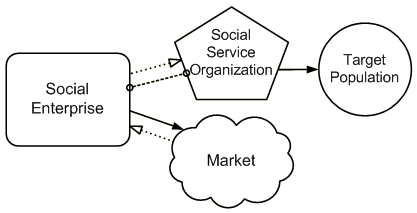 Social
Enterprise
Social
Service
Organization
Target
Population
Market